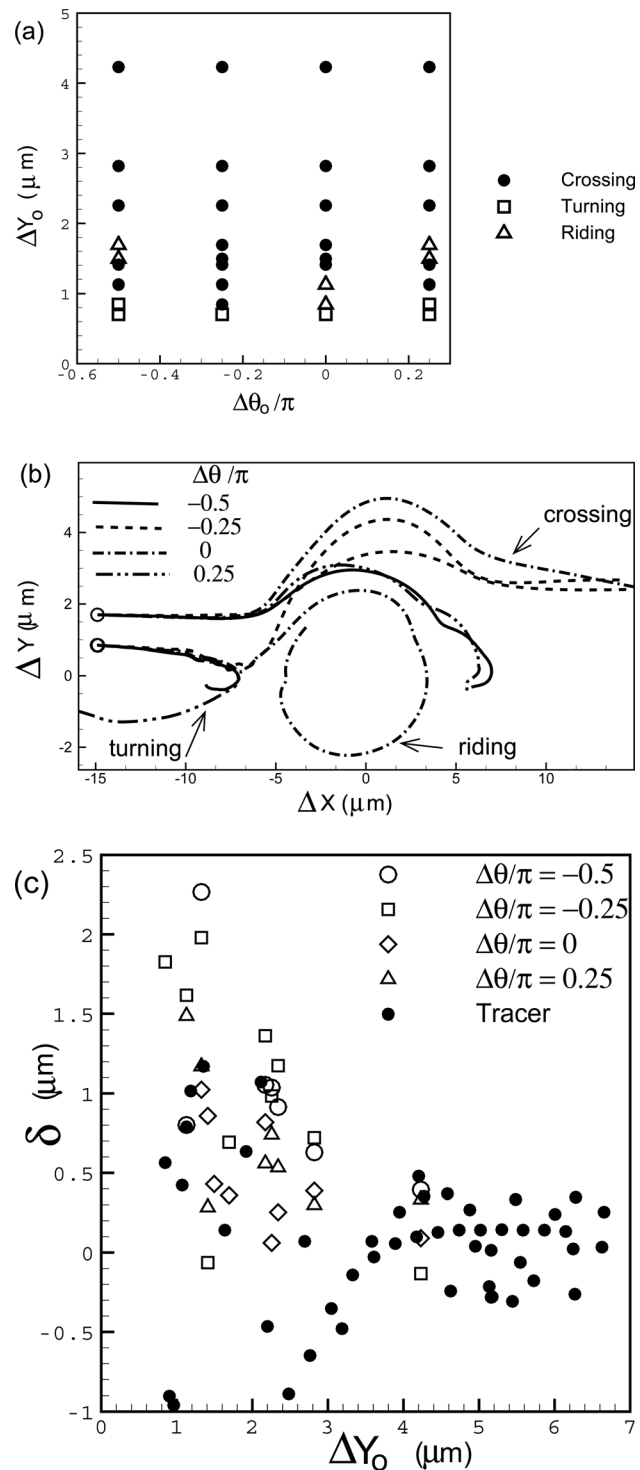 (a)
5
4
3
2
1
0
ΔYo (μm)
-0.6 -0.4 -0.2 0 0.2
Δθo/π
Crossing
Turning
Riding
(b)
Δθ/π
−0.5
−0.25
0
0.25
crossing
turning
riding
4
2
0
-2
ΔY(μm)
-15 -10 -5 0 5 10
ΔX(μm)
(c)
2.5
2
1.5
1
0.5
0
-0.5
-1
δ (μm)
Δθ/π = −0.5
Δθ/π = −0.25
Δθ/π = 0
Δθ/π = 0.25
Tracer
0 1 2 3 4 5 6 7
ΔYo (μm)